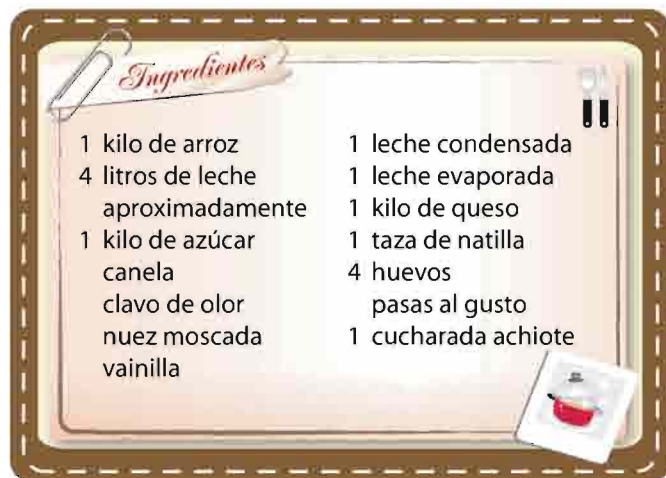 Ingredientes
1 kilo de arroz
4 litros de leche
aproximadamente
1 kilo de azúcar
canela
clavo de olor
nuez moscada
vainilla
1 leche condensada
1 leche evaporada
1 kilo de queso
1 taza de natilla
4 huevos
pasas al gusto
1 cucharada achiote